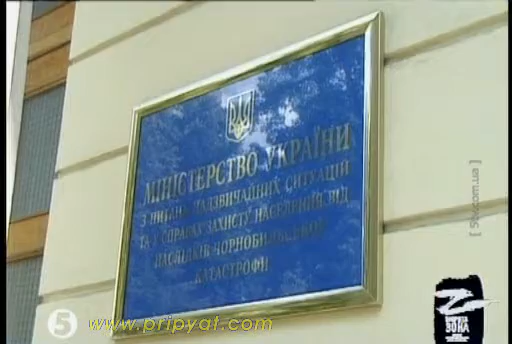 МІНІСТЕРСТВО УКРАЇНИ
З ПИТАНЬ НАДЗВИЧАЙНИХ СИТУАЦІЙ
ТА У СПРАВАХ ЗАХИСТУ НАСЕЛЕННЯ ВІД
НАСЛІДКІВ ЧОРНОБИЛЬСЬКОЇ
КАТАСТРОФИ
[ 5tv.com.ua ]
5 www.pripyat.com
ЗОНА